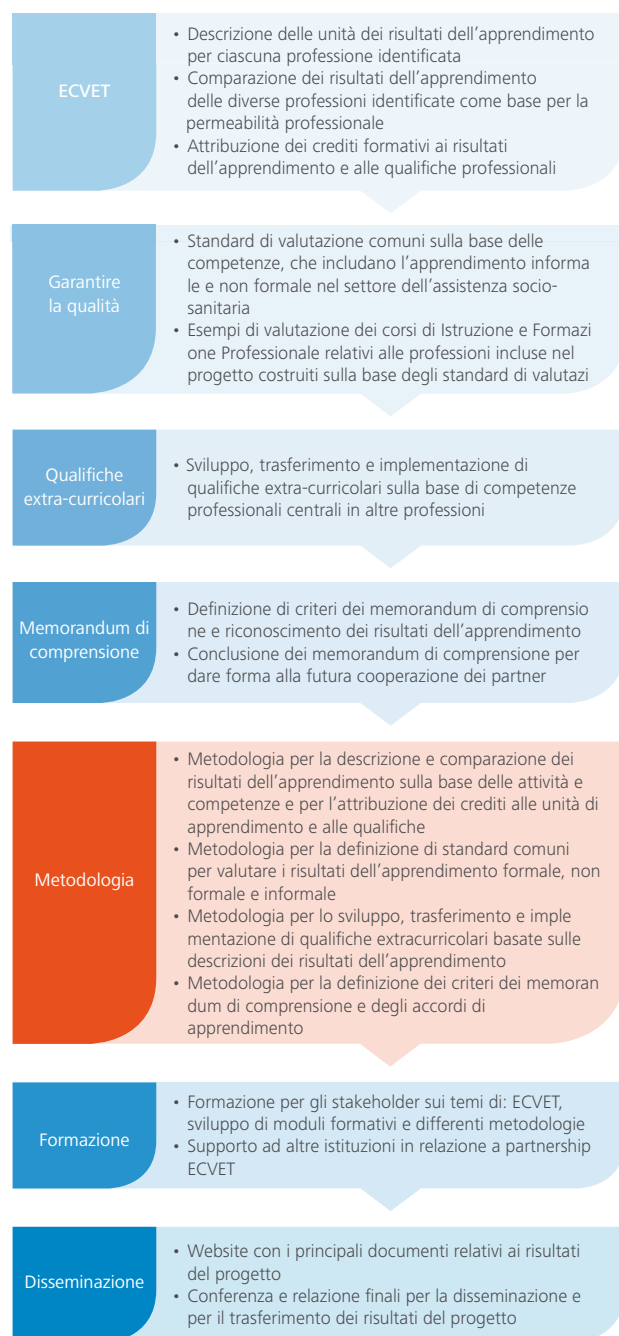 ECVET
• Descrizione delle unità dei risultati dell'apprendimento
per ciascuna professione identificata
• Comparazione dei risultati dell'apprendimento
delle diverse professioni identificate come base per la
permeabilità professionale
• Attribuzione dei crediti formativi ai risultati
dell'apprendimento e alle qualifiche professionali
Garantire
la qualità
• Standard di valutazione comuni sulla base delle
competenze, che includano l'apprendimento informa
le e non formale nel settore dell'assistenza socio-
sanitaria
• Esempi di valutazione dei corsi di Istruzione e Formazi
one Professionale relativi alle professioni incluse nel
progetto costruiti sulla base degli standard di valutazi
Qualifiche
extra-curricolari
• Sviluppo, trasferimento e implementazione di
qualifiche extra-curricolari sulla base di competenze
professionali centrali in altre professioni
Memorandum di
comprensione
• Definizione di criteri dei memorandum di comprensio
ne e riconoscimento dei risultati dell'apprendimento
• Conclusione dei memorandum di comprensione per
dare forma alla futura cooperazione dei partner
Metodologia
• Metodologia per la descrizione e comparazione dei
risultati dell'apprendimento sulla base delle attività e
competenze e per l'attribuzione dei crediti alle unità di
apprendimento e alle qualifiche
• Metodologia per la definizione di standard comuni
per valutare i risultati dell'apprendimento formale, non
formale e informale
• Metodologia per lo sviluppo, trasferimento e imple
mentazione di qualifiche extracurricolari basate sulle
descrizioni dei risultati dell'apprendimento
• Metodologia per la definizione dei criteri dei memoran
dum di comprensione e degli accordi di
apprendimento
Formazione
• Formazione per gli stakeholder sui temi di: ECVET,
sviluppo di moduli formativi e differenti metodologie
• Supporto ad altre istituzioni in relazione a partnership
ECVET
Disseminazione
• Website con i principali documenti relativi ai risultati
del progetto
• Conferenza e relazione finali per la disseminazione e
per il trasferimento dei risultati del progetto